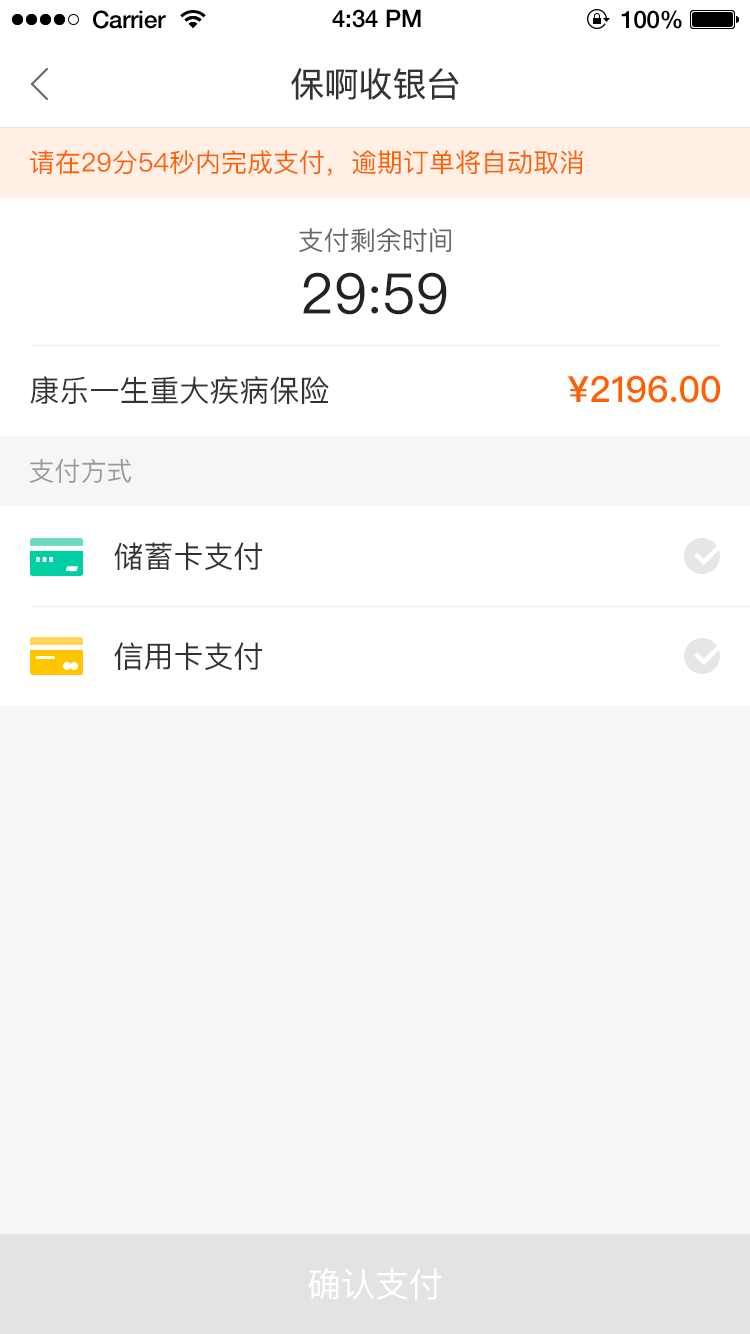 Carrier 4:34 PM 100%
保啊收银台
请在29分54秒内完成支付，逾期订单将自动取消
支付剩余时间
29:59
康乐一生重大疾病保险 ¥2196.00
支付方式
储蓄卡支付
信用卡支付
确认支付